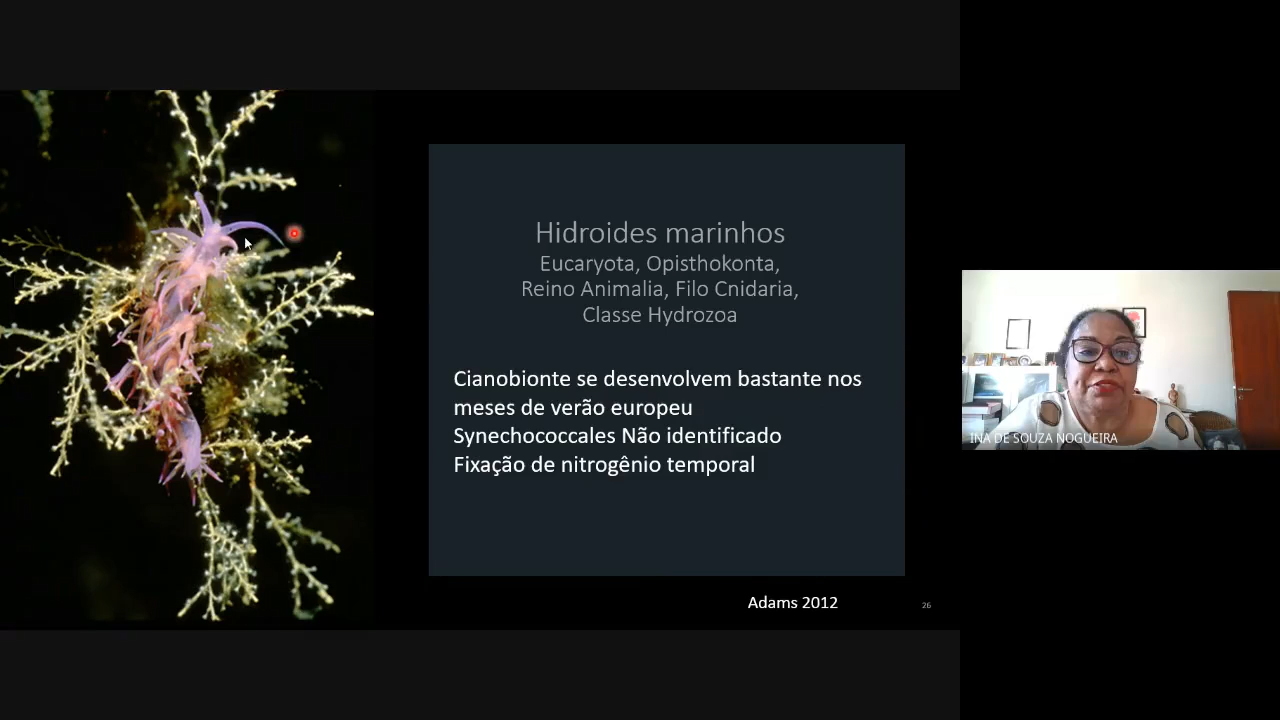 Hidroides marinhos
Eucaryota, Opisthokonta,
Reino Animalia, Filo Cnidaria,
Classe Hydrozoa
Cianobionte se desenvolvem bastante nos
meses de verão europeu
Synechococcales Não identificado
Fixação de nitrogênio temporal
Adams 2012
26
INA DE SOUZA NOGUEIRA